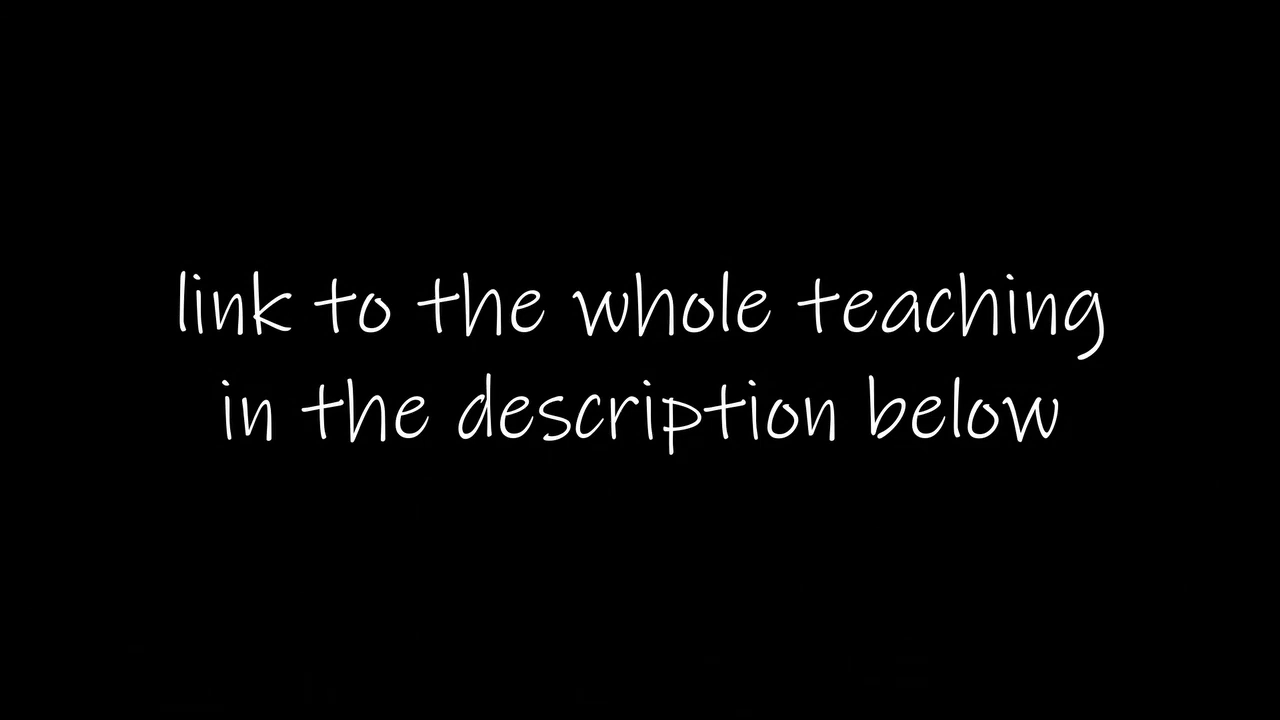 link to the whole teaching
in the description below